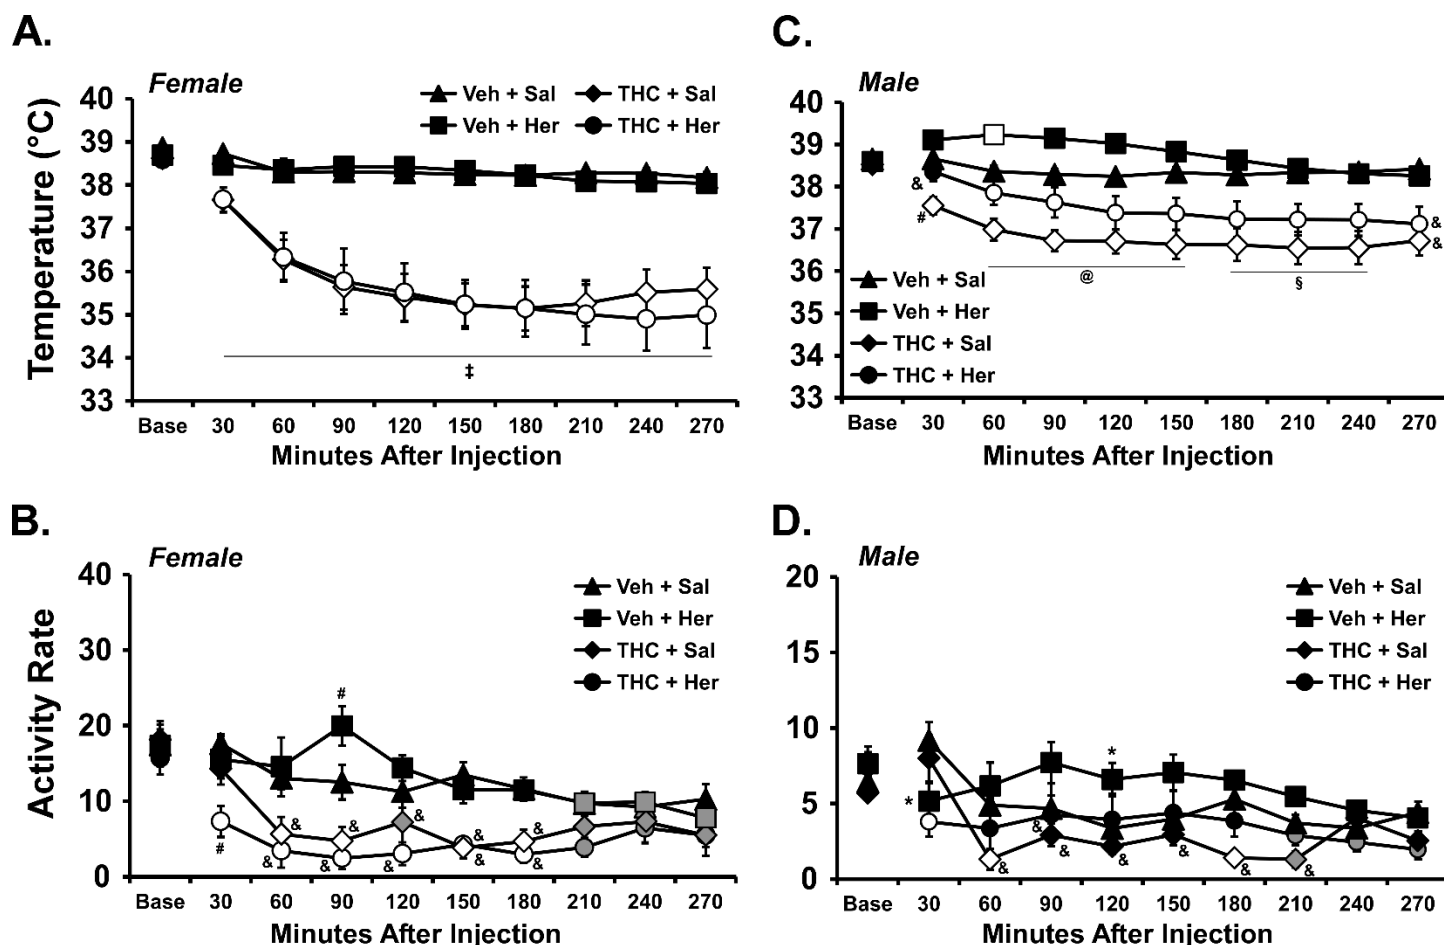 A.
Female
Veh + Sal
THC + Sal
Veh + Her
THC + Her
Temperature (°C)
40
39
38
37
36
35
34
33
‡
Base 30 60 90 120 150 180 210 240 270
Minutes After Injection
C.
Male
40
39
38
37
36
35
34
33
&
#
&
&
@
§
Veh + Sal
Veh + Her
THC + Sal
THC + Her
Base 30 60 90 120 150 180 210 240 270
Minutes After Injection
B.
Female
Veh + Sal
Veh + Her
THC + Sal
THC + Her
Activity Rate
40
30
20
10
0
#
#
& & & & &
& & & & &
Base 30 60 90 120 150 180 210 240 270
Minutes After Injection
D.
Male
Veh + Sal
Veh + Her
THC + Sal
THC + Her
20
15
10
5
0
*
*
&
& & & & & &
Base 30 60 90 120 150 180 210 240 270
Minutes After Injection